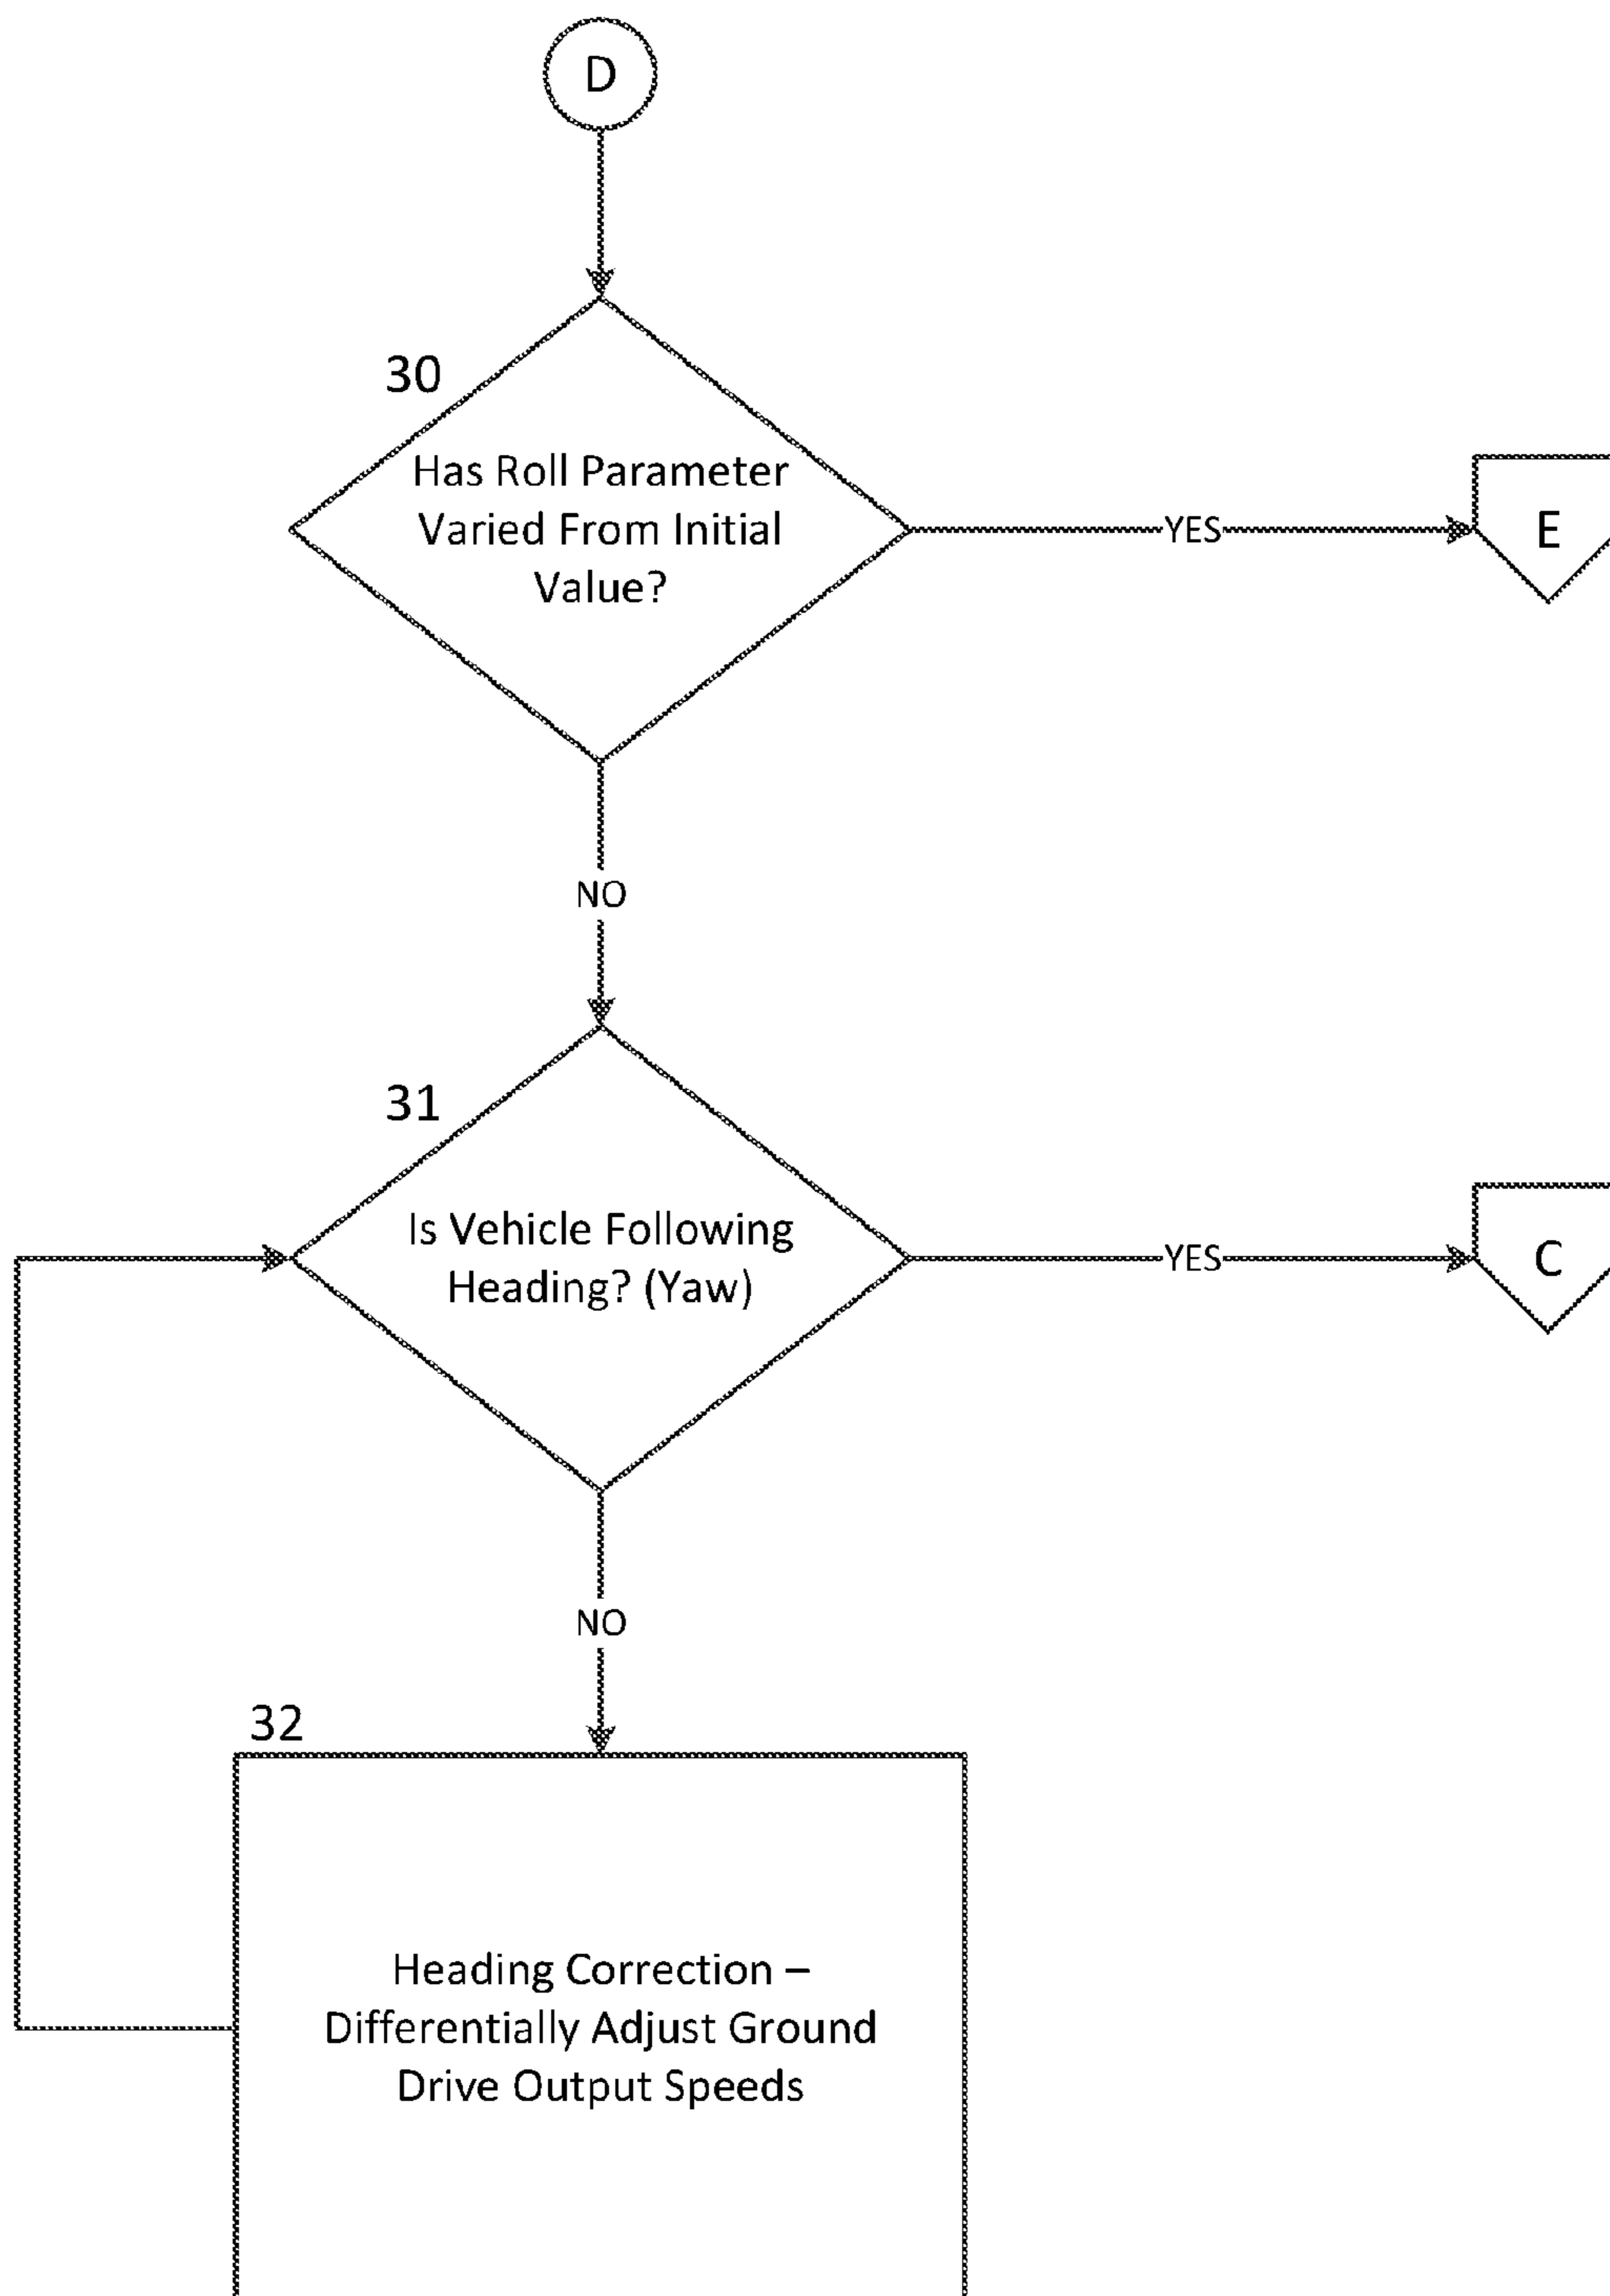 D
30
Has Roll Parameter
Varied From Initial
Value?
YES
E
NO
31
Is Vehicle Following
Heading? (Yaw)
YES
C
NO
32
Heading Correction –
Differentially Adjust Ground
Drive Output Speeds